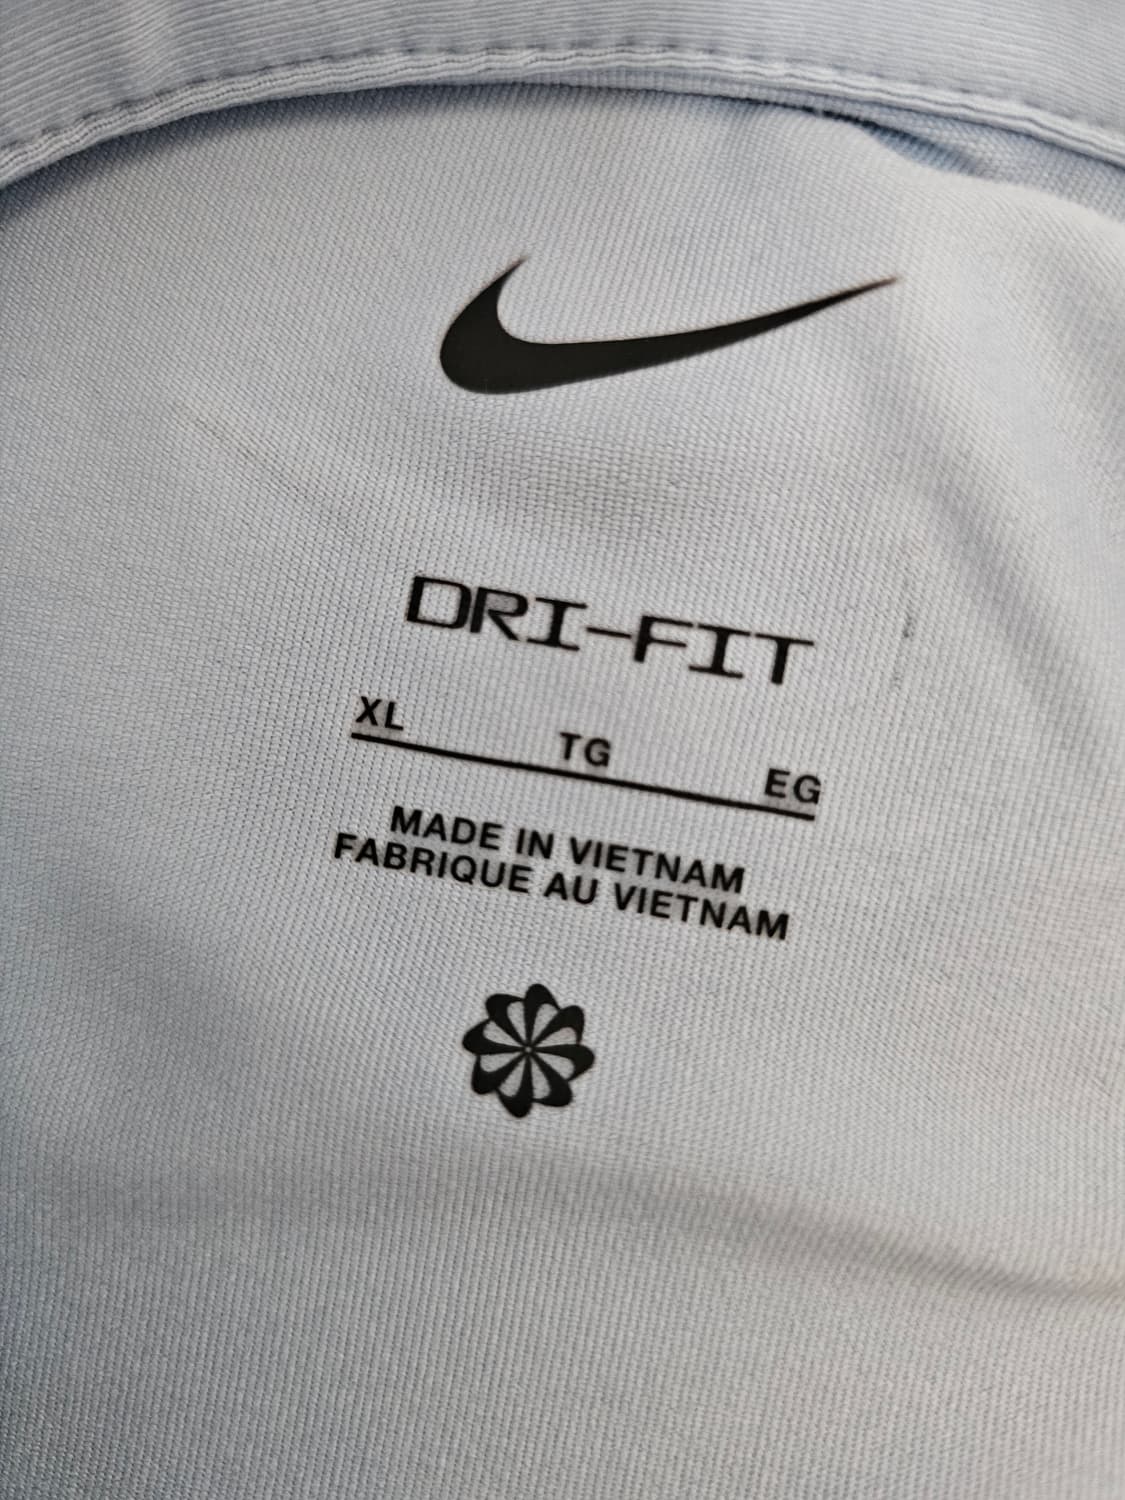 DRI-FIT
XL TG EG
MADE IN VIETNAM
FABRIQUE AU VIETNAM